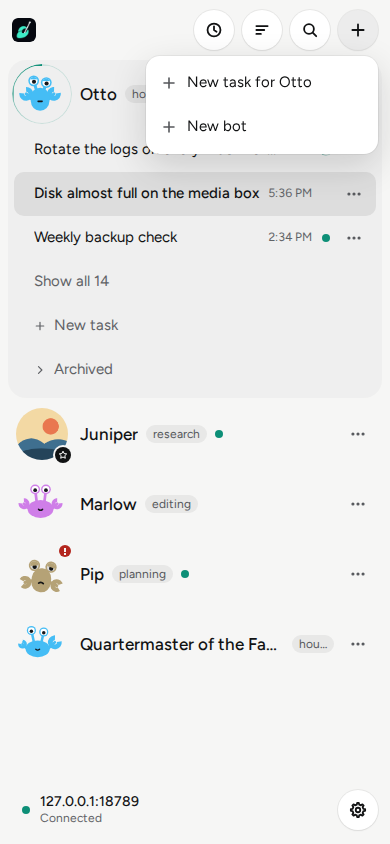 New task for Otto
New bot
Otto
Rotate the logs
Disk almost full on the media box 5:36 PM
Weekly backup check 2:34 PM
Show all 14
New task
Archived
Juniper research
Marlow editing
Pip planning
Quartermaster of the Fa... hou...
127.0.0.1:18789
Connected